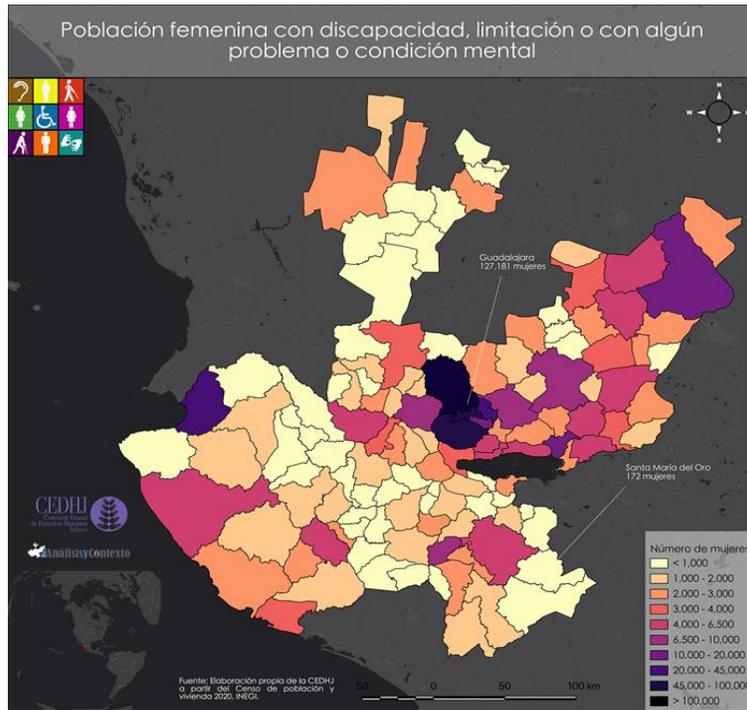 Población femenina con discapacidad, limitación o con algún
problema o condición mental
N
W
E
S
Guadalajara
127,181 mujeres
Santa María del Oro
172 mujeres
CEDHJ
Comisión Estatal
de Derechos Humanos
Jalisco
AnálisisyContexto
Número de mujeres
< 1,000
1,000 - 2,000
2,000 - 3,000
3,000 - 4,000
4,000 - 6,500
6,500 - 10,000
10,000 - 20,000
20,000 - 45,000
45,000 - 100,000
> 100,000
Fuente: Elaboración propia de la CEDHJ
a partir del Censo de población y
vivienda 2020, INEGI.
50 0 50 100 km